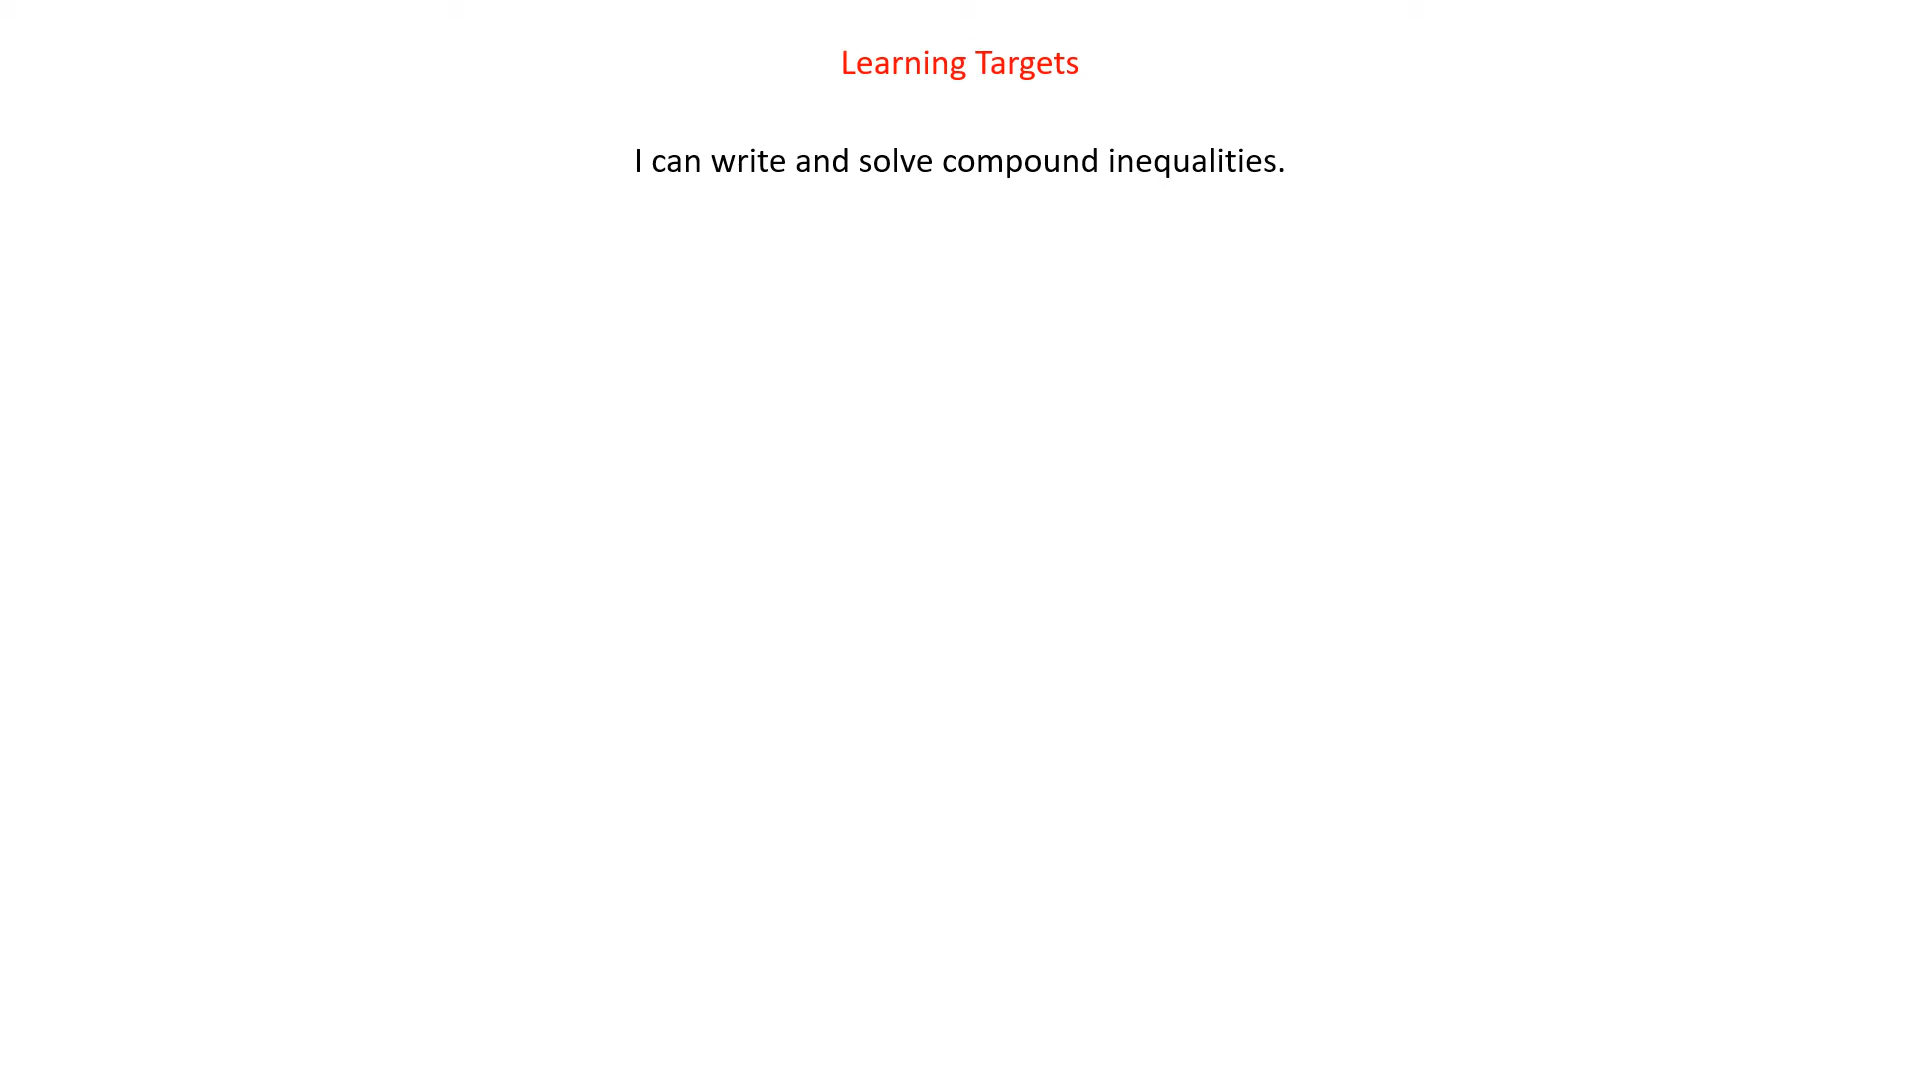 Learning Targets
I can write and solve compound inequalities.